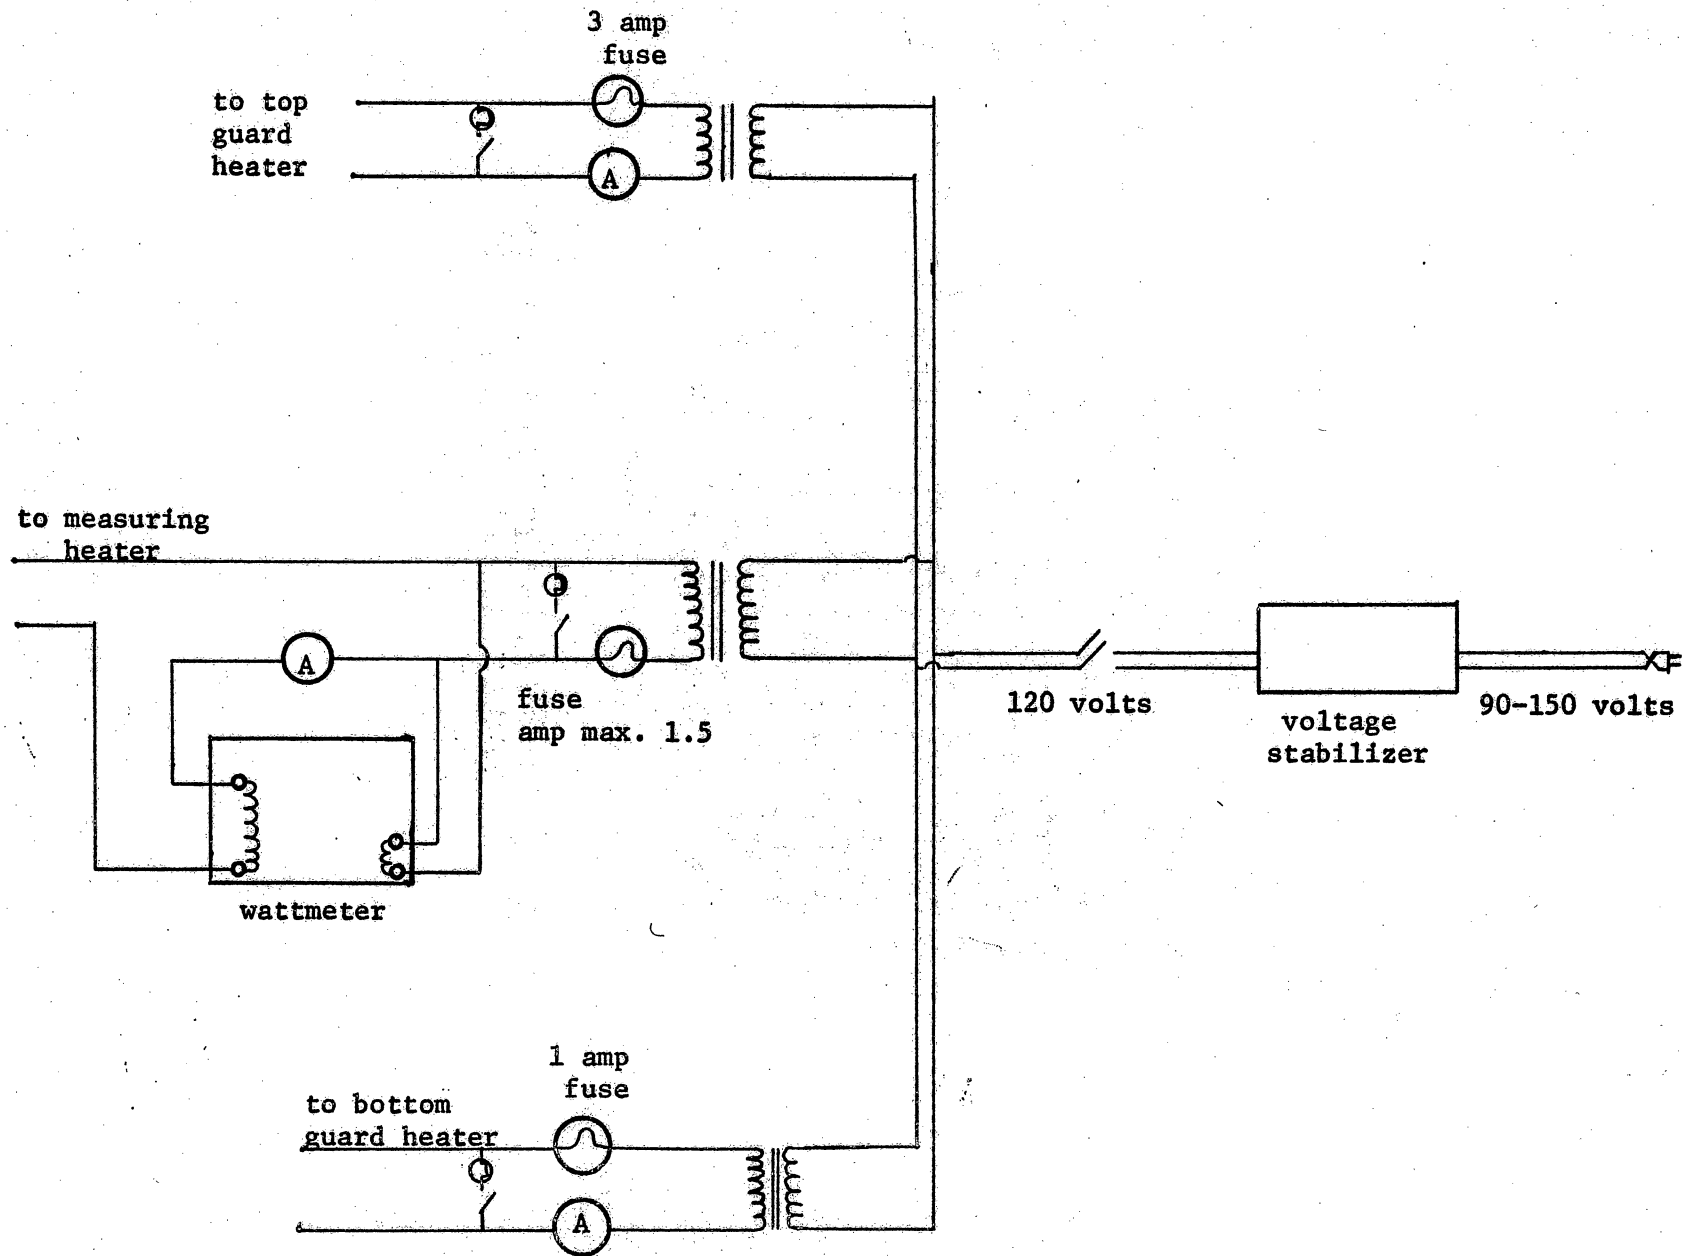 3 amp
fuse
to top
guard
heater
A
to measuring
heater
A
fuse
amp max. 1.5
120 volts
voltage
stabilizer
90-150 volts
wattmeter
1 amp
fuse
to bottom
guard heater
A